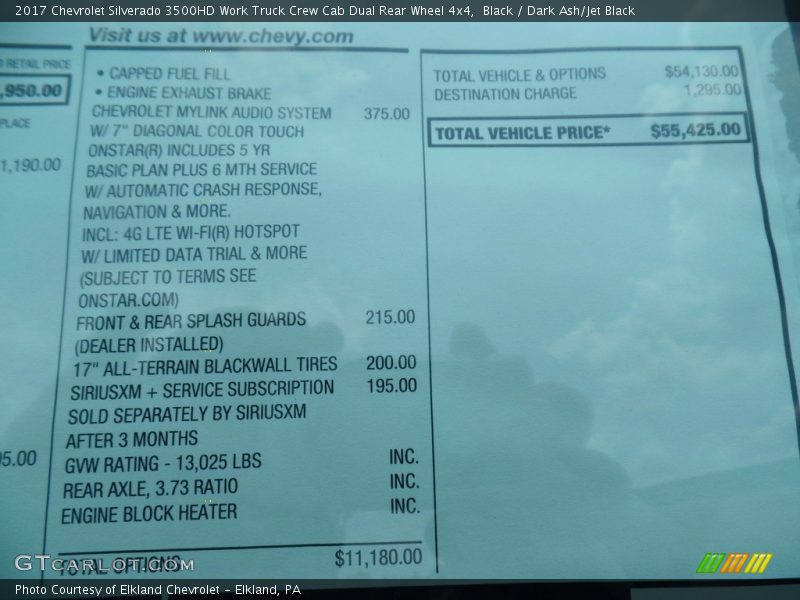 2017 Chevrolet Silverado 3500HD Work Truck Crew Cab Dual Rear Wheel 4x4, Black / Dark Ash/Jet Black
Visit us at www.chevy.com
RETAIL PRICE
,950.00
PLACE
1,190.00
95.00
• CAPPED FUEL FILL
• ENGINE EXHAUST BRAKE
CHEVROLET MYLINK AUDIO SYSTEM 375.00
W/ 7" DIAGONAL COLOR TOUCH
ONSTAR(R) INCLUDES 5 YR
BASIC PLAN PLUS 6 MTH SERVICE
W/ AUTOMATIC CRASH RESPONSE,
NAVIGATION & MORE.
INCL: 4G LTE WI-FI(R) HOTSPOT
W/ LIMITED DATA TRIAL & MORE
(SUBJECT TO TERMS SEE
ONSTAR.COM)
FRONT & REAR SPLASH GUARDS 215.00
(DEALER INSTALLED)
17" ALL-TERRAIN BLACKWALL TIRES 200.00
SIRIUSXM + SERVICE SUBSCRIPTION 195.00
SOLD SEPARATELY BY SIRIUSXM
AFTER 3 MONTHS
GVW RATING - 13,025 LBS INC.
REAR AXLE, 3.73 RATIO INC.
ENGINE BLOCK HEATER INC.
TOTAL OPTIONS $11,180.00
TOTAL VEHICLE & OPTIONS $54,130.00
DESTINATION CHARGE 1,295.00
TOTAL VEHICLE PRICE* $55,425.00
GTcarlot.com
Photo Courtesy of Elkland Chevrolet – Elkland, PA